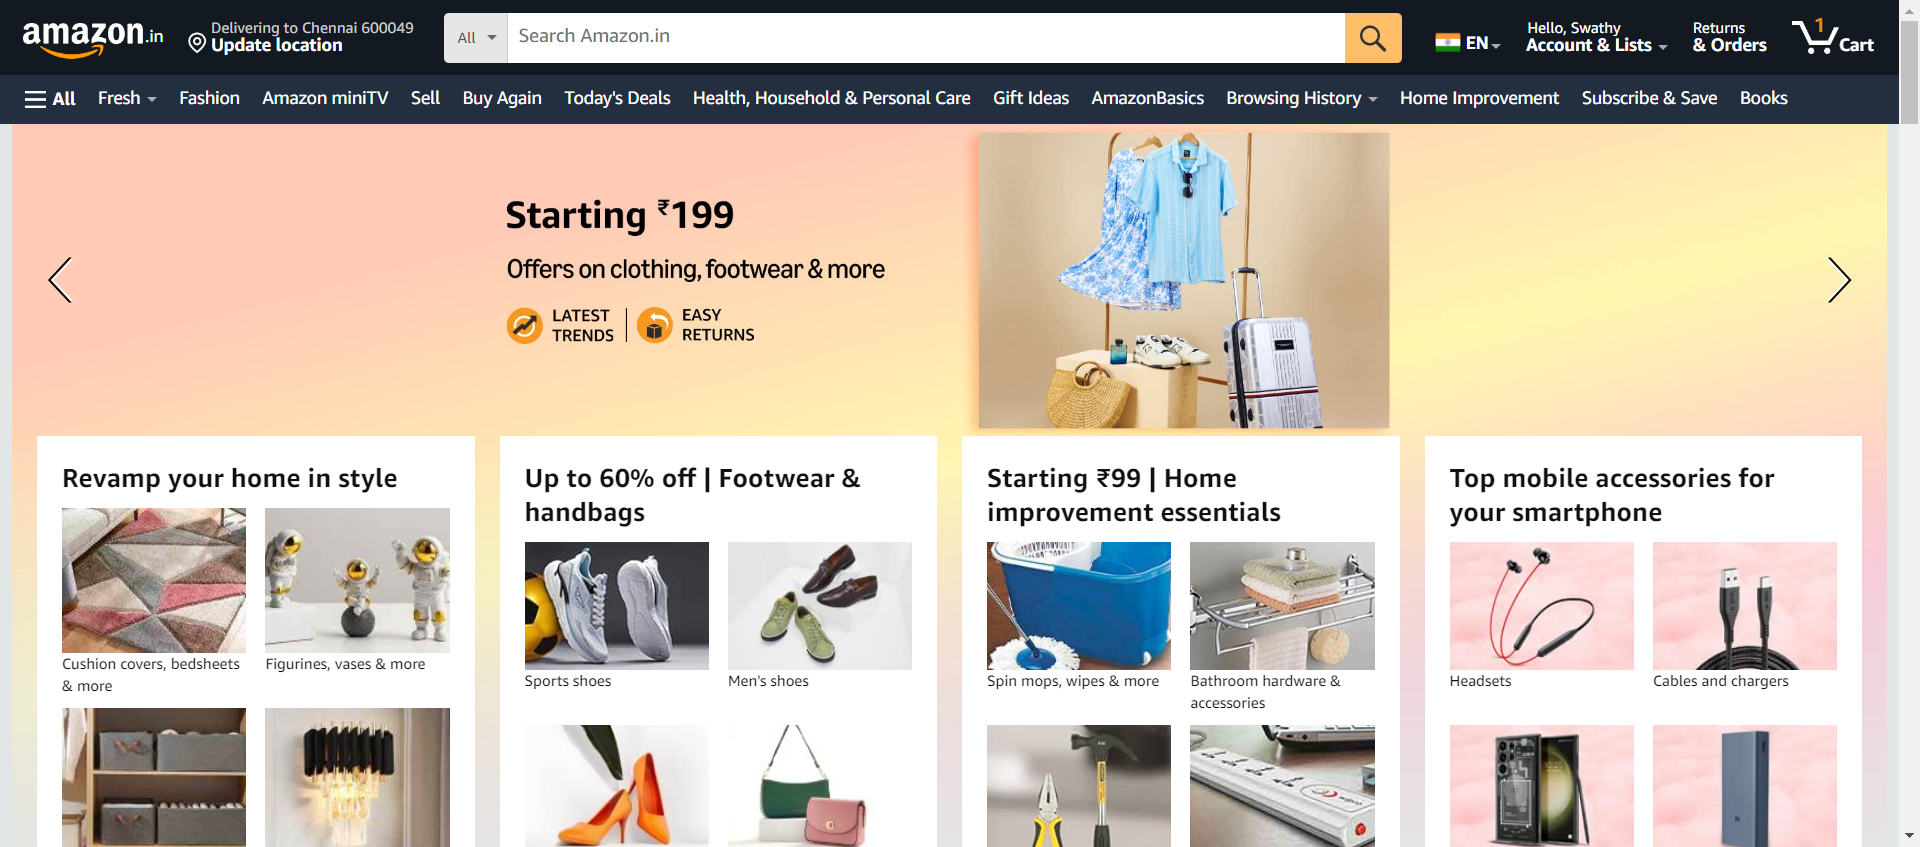 amazon.in
Delivering to Chennai 600049
Update location
All
Search Amazon.in
EN
Hello, Swathy
Account & Lists
Returns
& Orders
1
Cart
All
Fresh
Fashion
Amazon miniTV
Sell
Buy Again
Today's Deals
Health, Household & Personal Care
Gift Ideas
AmazonBasics
Browsing History
Home Improvement
Subscribe & Save
Books
Starting ₹199
Offers on clothing, footwear & more
LATEST
TRENDS
EASY
RETURNS
Revamp your home in style
Cushion covers, bedsheets
& more
Figurines, vases & more
Up to 60% off | Footwear &
handbags
Sports shoes
Men's shoes
Starting ₹99 | Home
improvement essentials
Spin mops, wipes & more
Bathroom hardware &
accessories
Top mobile accessories for
your smartphone
Headsets
Cables and chargers
wipro